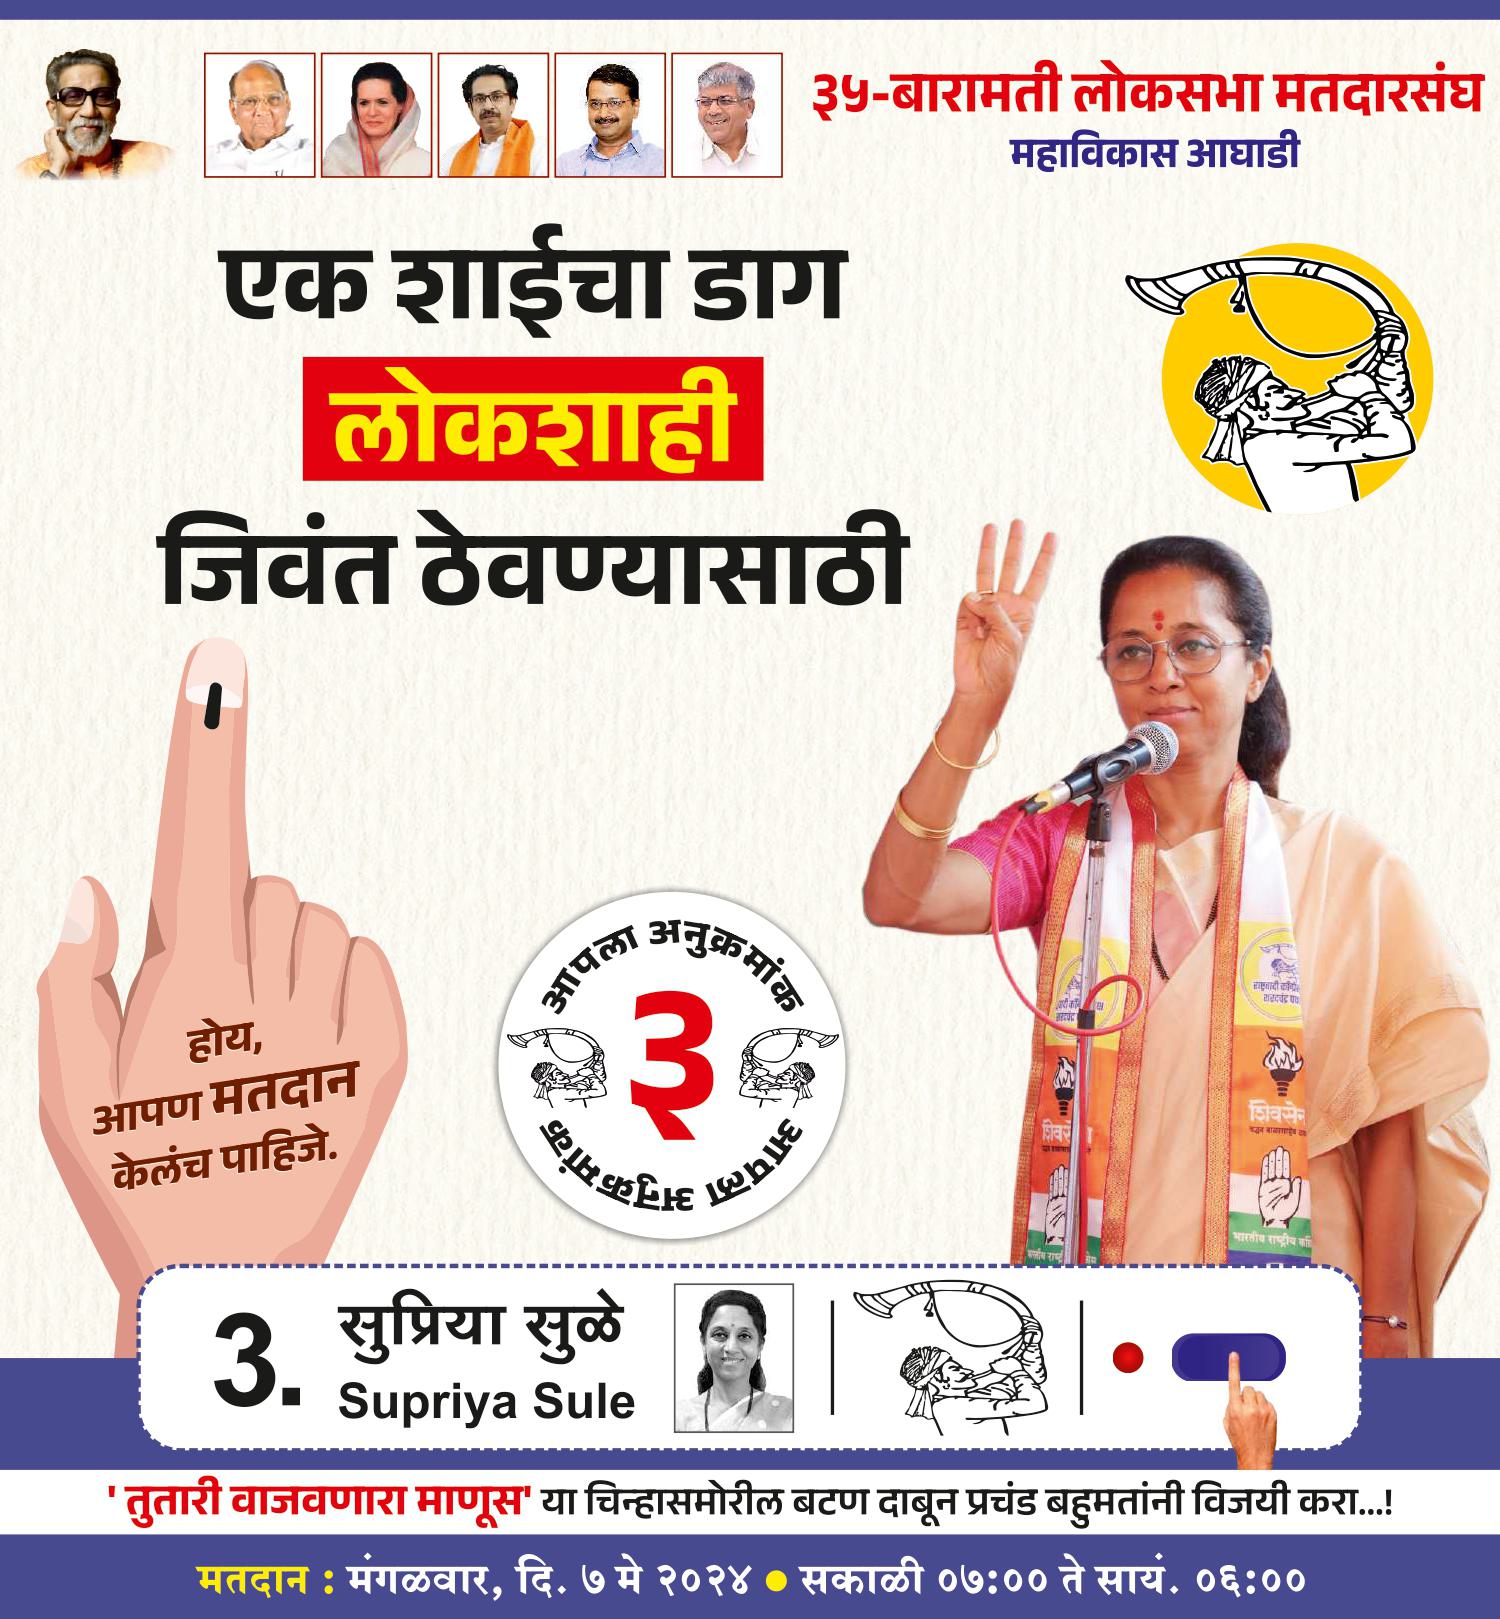 ३५-बारामती लोकसभा मतदारसंघ
महाविकास आघाडी
एक शाईचा डाग
लोकशाही
जिवंत ठेवण्यासाठी
होय,
आपण मतदान
केलंच पाहिजे.
आपला अनुक्रमांक
३
आपला अनुक्रमांक
शिवसेना
भारतीय राष्ट्रीय
3.
सुप्रिया सुळे
Supriya Sule
' तुतारी वाजवणारा माणूस' या चिन्हासमोरील बटण दाबून प्रचंड बहुमतांनी विजयी करा...!
मतदान : मंगळवार, दि. ७ मे २०२४ ● सकाळी ०७:०० ते सायं. ०६:००